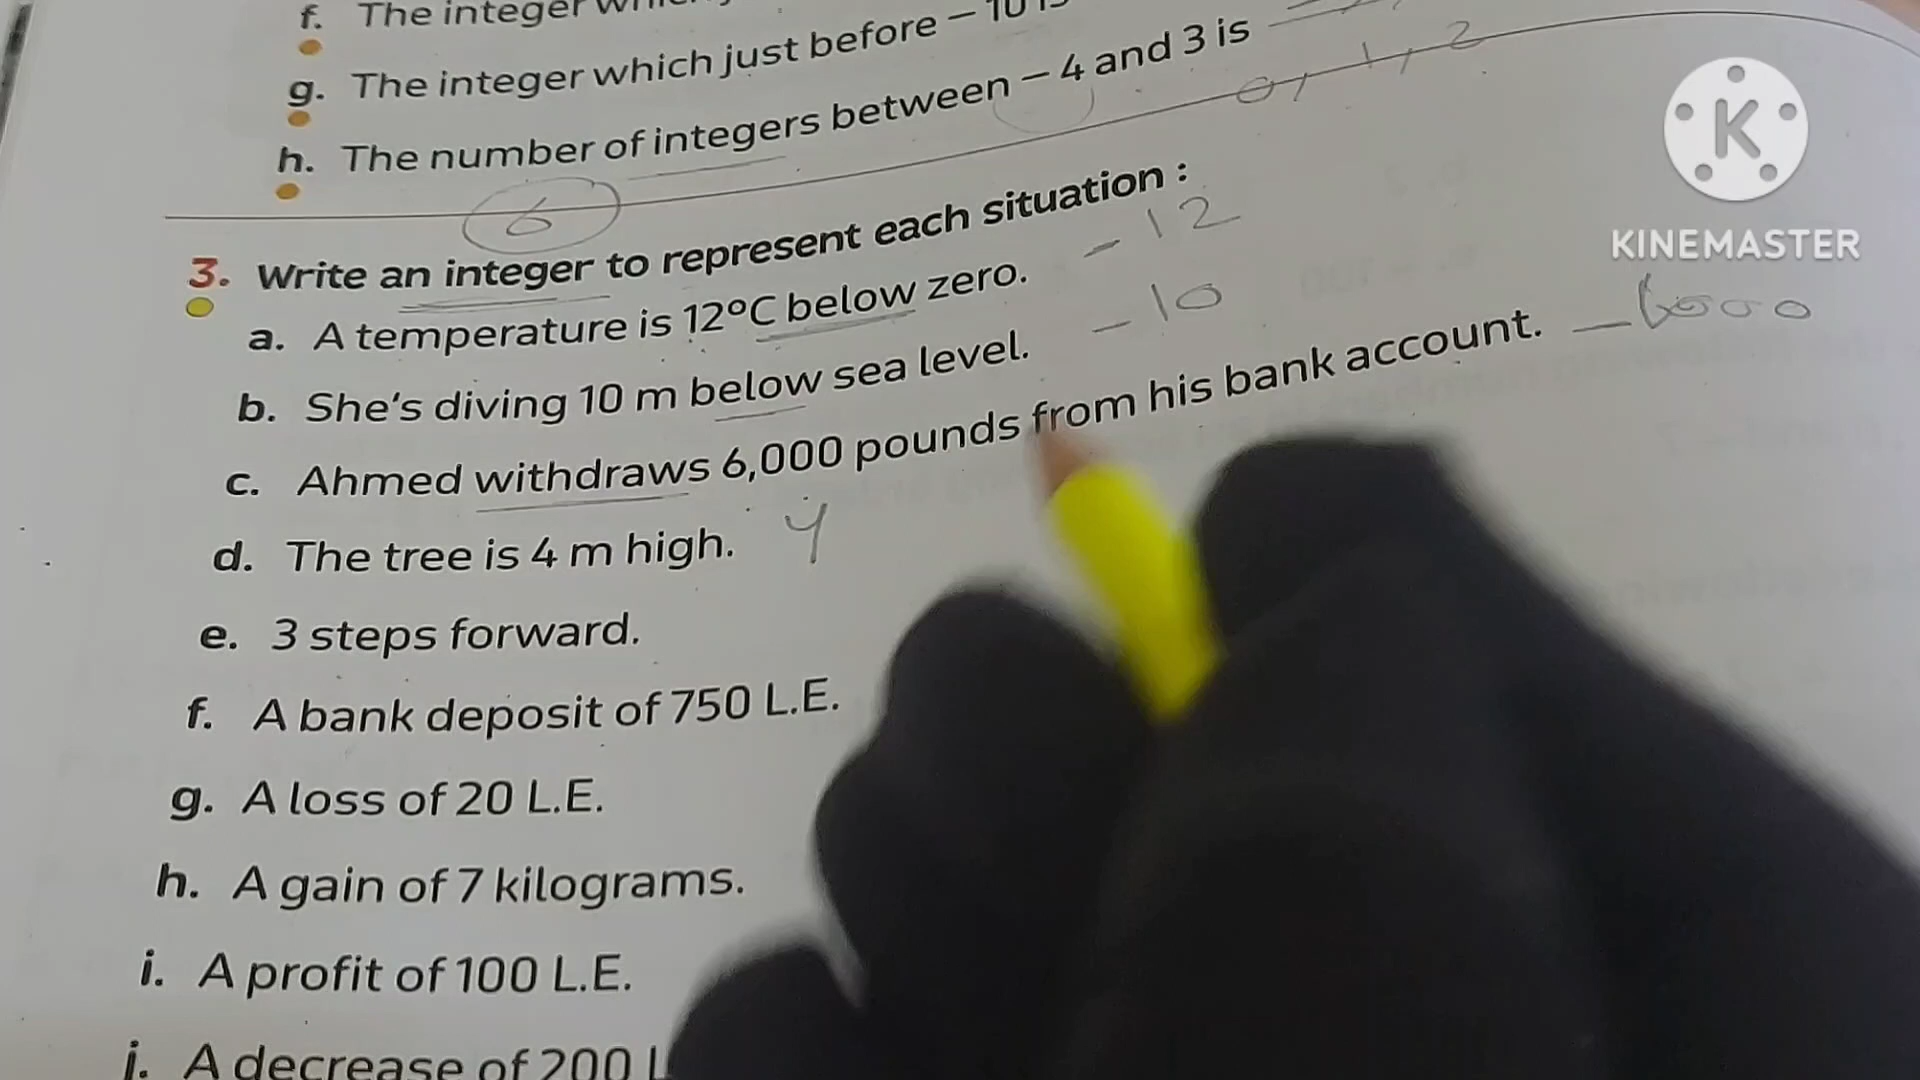 f. The integer
g. The integer which just before – 10 is
h. The number of integers between – 4 and 3 is
0, 1, 2
6
3. Write an integer to represent each situation :
a. A temperature is 12°C below zero. – 12
b. She's diving 10 m below sea level. – 10
c. Ahmed withdraws 6,000 pounds from his bank account. – 6000
d. The tree is 4 m high. 4
e. 3 steps forward.
f. A bank deposit of 750 L.E.
g. A loss of 20 L.E.
h. A gain of 7 kilograms.
i. A profit of 100 L.E.
j. A decrease of 200 L
K
KINEMASTER